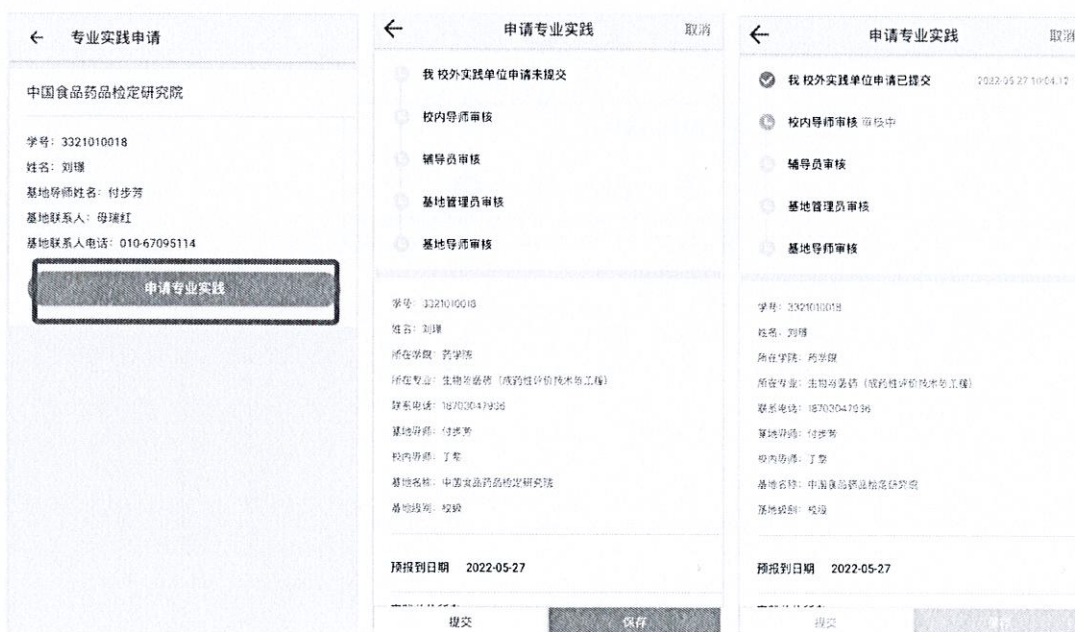 专业实践申请
中国食品药品检定研究院
学号：3321010018
姓名：刘璟
基地导师姓名：付步芳
基地联系人：母瑞红
基地联系人电话：010-67095114
申请专业实践
申请专业实践 取消
我 校外实践单位申请未提交
校内导师审核
辅导员审核
基地管理员审核
基地导师审核
学号：3321010018
姓名：刘璟
所在学院：药学院
所在专业：生物与医药（成药性评价技术与工程）
联系电话：18703047936
基地导师：付步芳
校内导师：丁黎
基地名称：中国食品药品检定研究院
基地级别：校级
预报到日期 2022-05-27
提交 保存
申请专业实践 取消
我 校外实践单位申请已提交 2022-05-27 10:04:12
校内导师审核 审核中
辅导员审核
基地管理员审核
基地导师审核
学号：3321010018
姓名：刘璟
所在学院：药学院
所在专业：生物与医药（成药性评价技术与工程）
联系电话：18703047936
基地导师：付步芳
校内导师：丁黎
基地名称：中国食品药品检定研究院
基地级别：校级
预报到日期 2022-05-27
提交